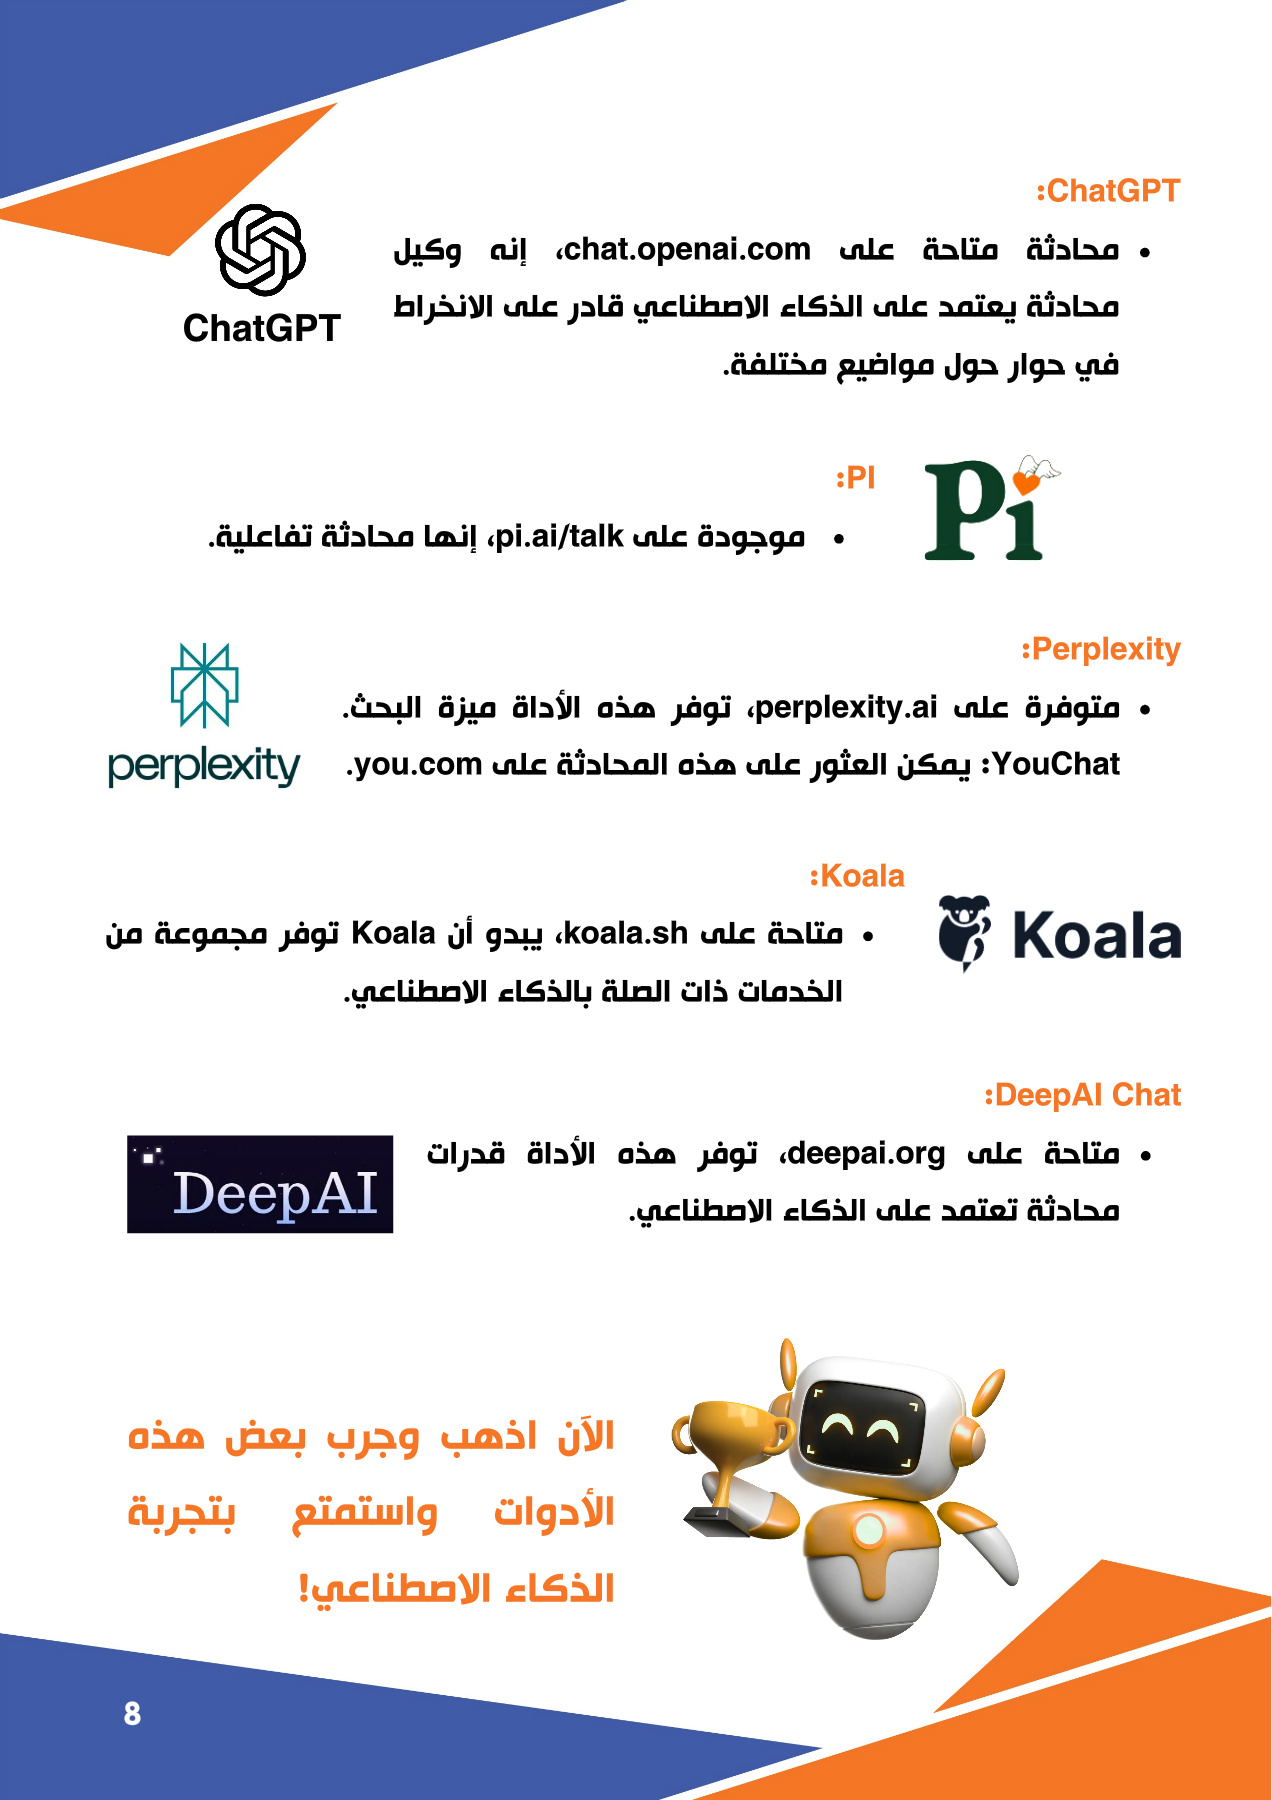 ChatGPT:
محادثة متاحة على chat.openai.com، إنه وكيل
محادثة يعتمد على الذكاء الاصطناعي قادر على الانخراط
في حوار حول مواضيع مختلفة.
ChatGPT
PI:
موجودة على pi.ai/talk، إنها محادثة تفاعلية.
Pi
Perplexity:
متوفرة على perplexity.ai، توفر هذه الأداة ميزة البحث.
YouChat: يمكن العثور على هذه المحادثة على you.com.
perplexity
Koala:
متاحة على koala.sh، يبدو أن Koala توفر مجموعة من
الخدمات ذات الصلة بالذكاء الاصطناعي.
Koala
DeepAI Chat:
متاحة على deepai.org، توفر هذه الأداة قدرات
محادثة تعتمد على الذكاء الاصطناعي.
DeepAI
الآن اذهب وجرب بعض هذه
الأدوات واستمتع بتجربة
الذكاء الاصطناعي!
8